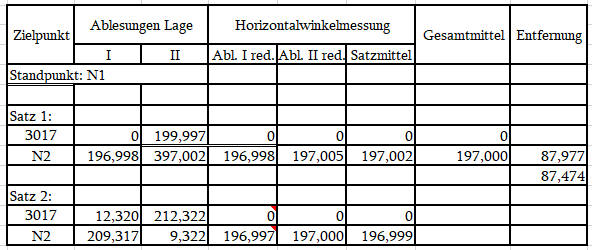 Zielpunkt Ablesungen Lage Horizontalwinkelmessung Gesamtmittel Entfernung
I II Abl. I red. Abl. II red. Satzmittel
Standpunkt: N1
Satz 1:
3017 0 199,997 0 0 0 0
N2 196,998 397,002 196,998 197,005 197,002 197,000 87,977
87,474
Satz 2:
3017 12,320 212,322 0 0 0
N2 209,317 9,322 196,997 197,000 196,999